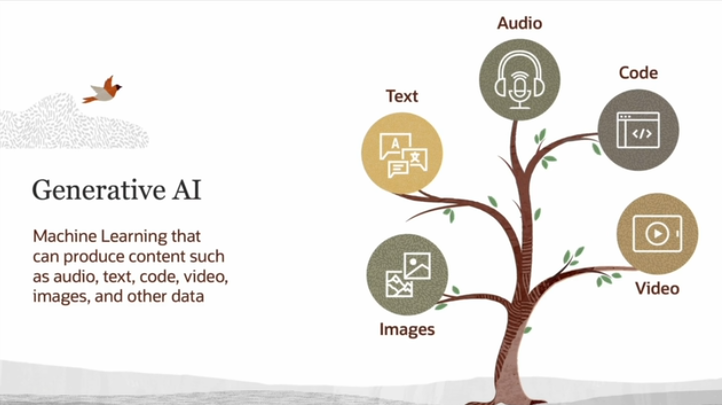 Generative AI
Machine Learning that
can produce content such
as audio, text, code, video,
images, and other data
Audio
Code
Text
A
文
</>
Video
Images